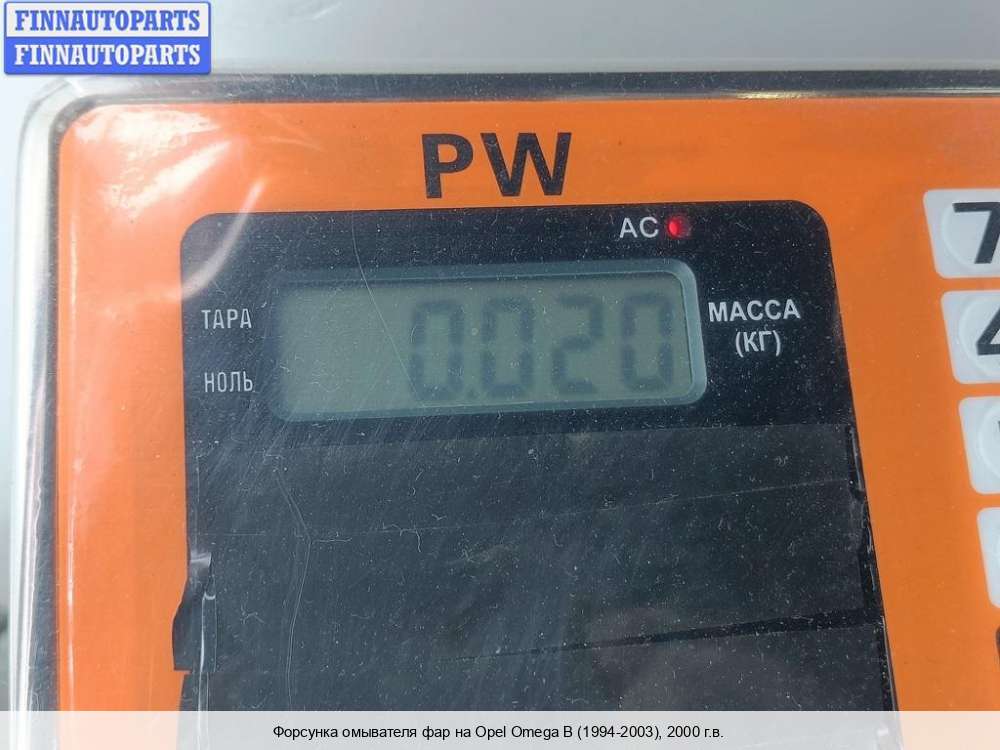 FINNAUTOPARTS
FINNAUTOPARTS
PW
AC
ТАРА
0.020
МАССА
(КГ)
НОЛЬ
7
Форсунка омывателя фар на Opel Omega B (1994-2003), 2000 г.в.